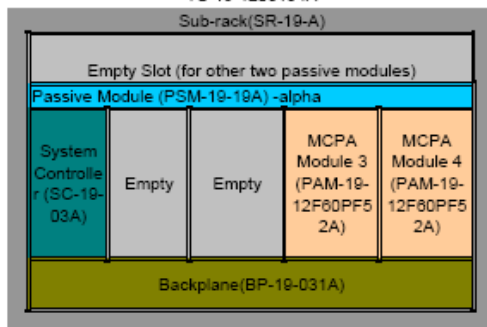 Sub-rack(SR-19-A)
Empty Slot (for other two passive modules)
Passive Module (PSM-19-19A) -alpha
System
Controlle
r (SC-19-
03A)
Empty
Empty
MCPA
Module 3
(PAM-19-
12F60PF5
2A)
MCPA
Module 4
(PAM-19-
12F60PF5
2A)
Backplane(BP-19-031A)